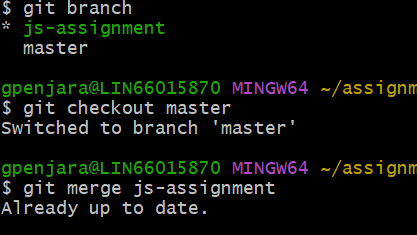 $ git branch
* js-assignment
  master
gpenjara@LIN66015870 MINGW64 ~/assignm
$ git checkout master
Switched to branch 'master'
gpenjara@LIN66015870 MINGW64 ~/assignm
$ git merge js-assignment
Already up to date.